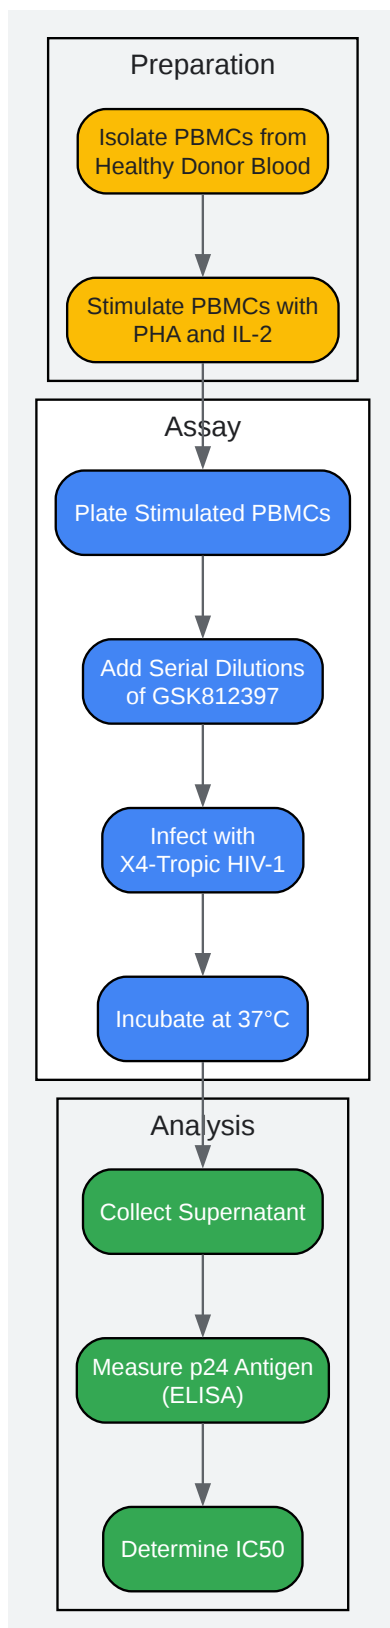 Preparation
Isolate PBMCs from
Healthy Donor Blood
Stimulate PBMCs with
PHA and IL-2
Assay
Plate Stimulated PBMCs
Add Serial Dilutions
of GSK812397
Infect with
X4-Tropic HIV-1
Incubate at 37°C
Analysis
Collect Supernatant
Measure p24 Antigen
(ELISA)
Determine IC50